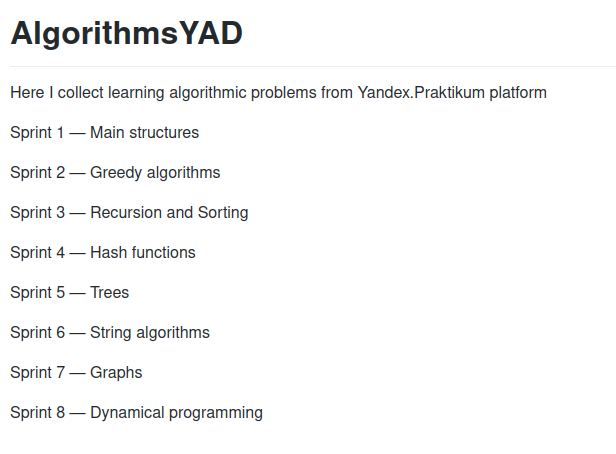 AlgorithmsYAD
Here I collect learning algorithmic problems from Yandex.Praktikum platform
Sprint 1 — Main structures
Sprint 2 — Greedy algorithms
Sprint 3 — Recursion and Sorting
Sprint 4 — Hash functions
Sprint 5 — Trees
Sprint 6 — String algorithms
Sprint 7 — Graphs
Sprint 8 — Dynamical programming